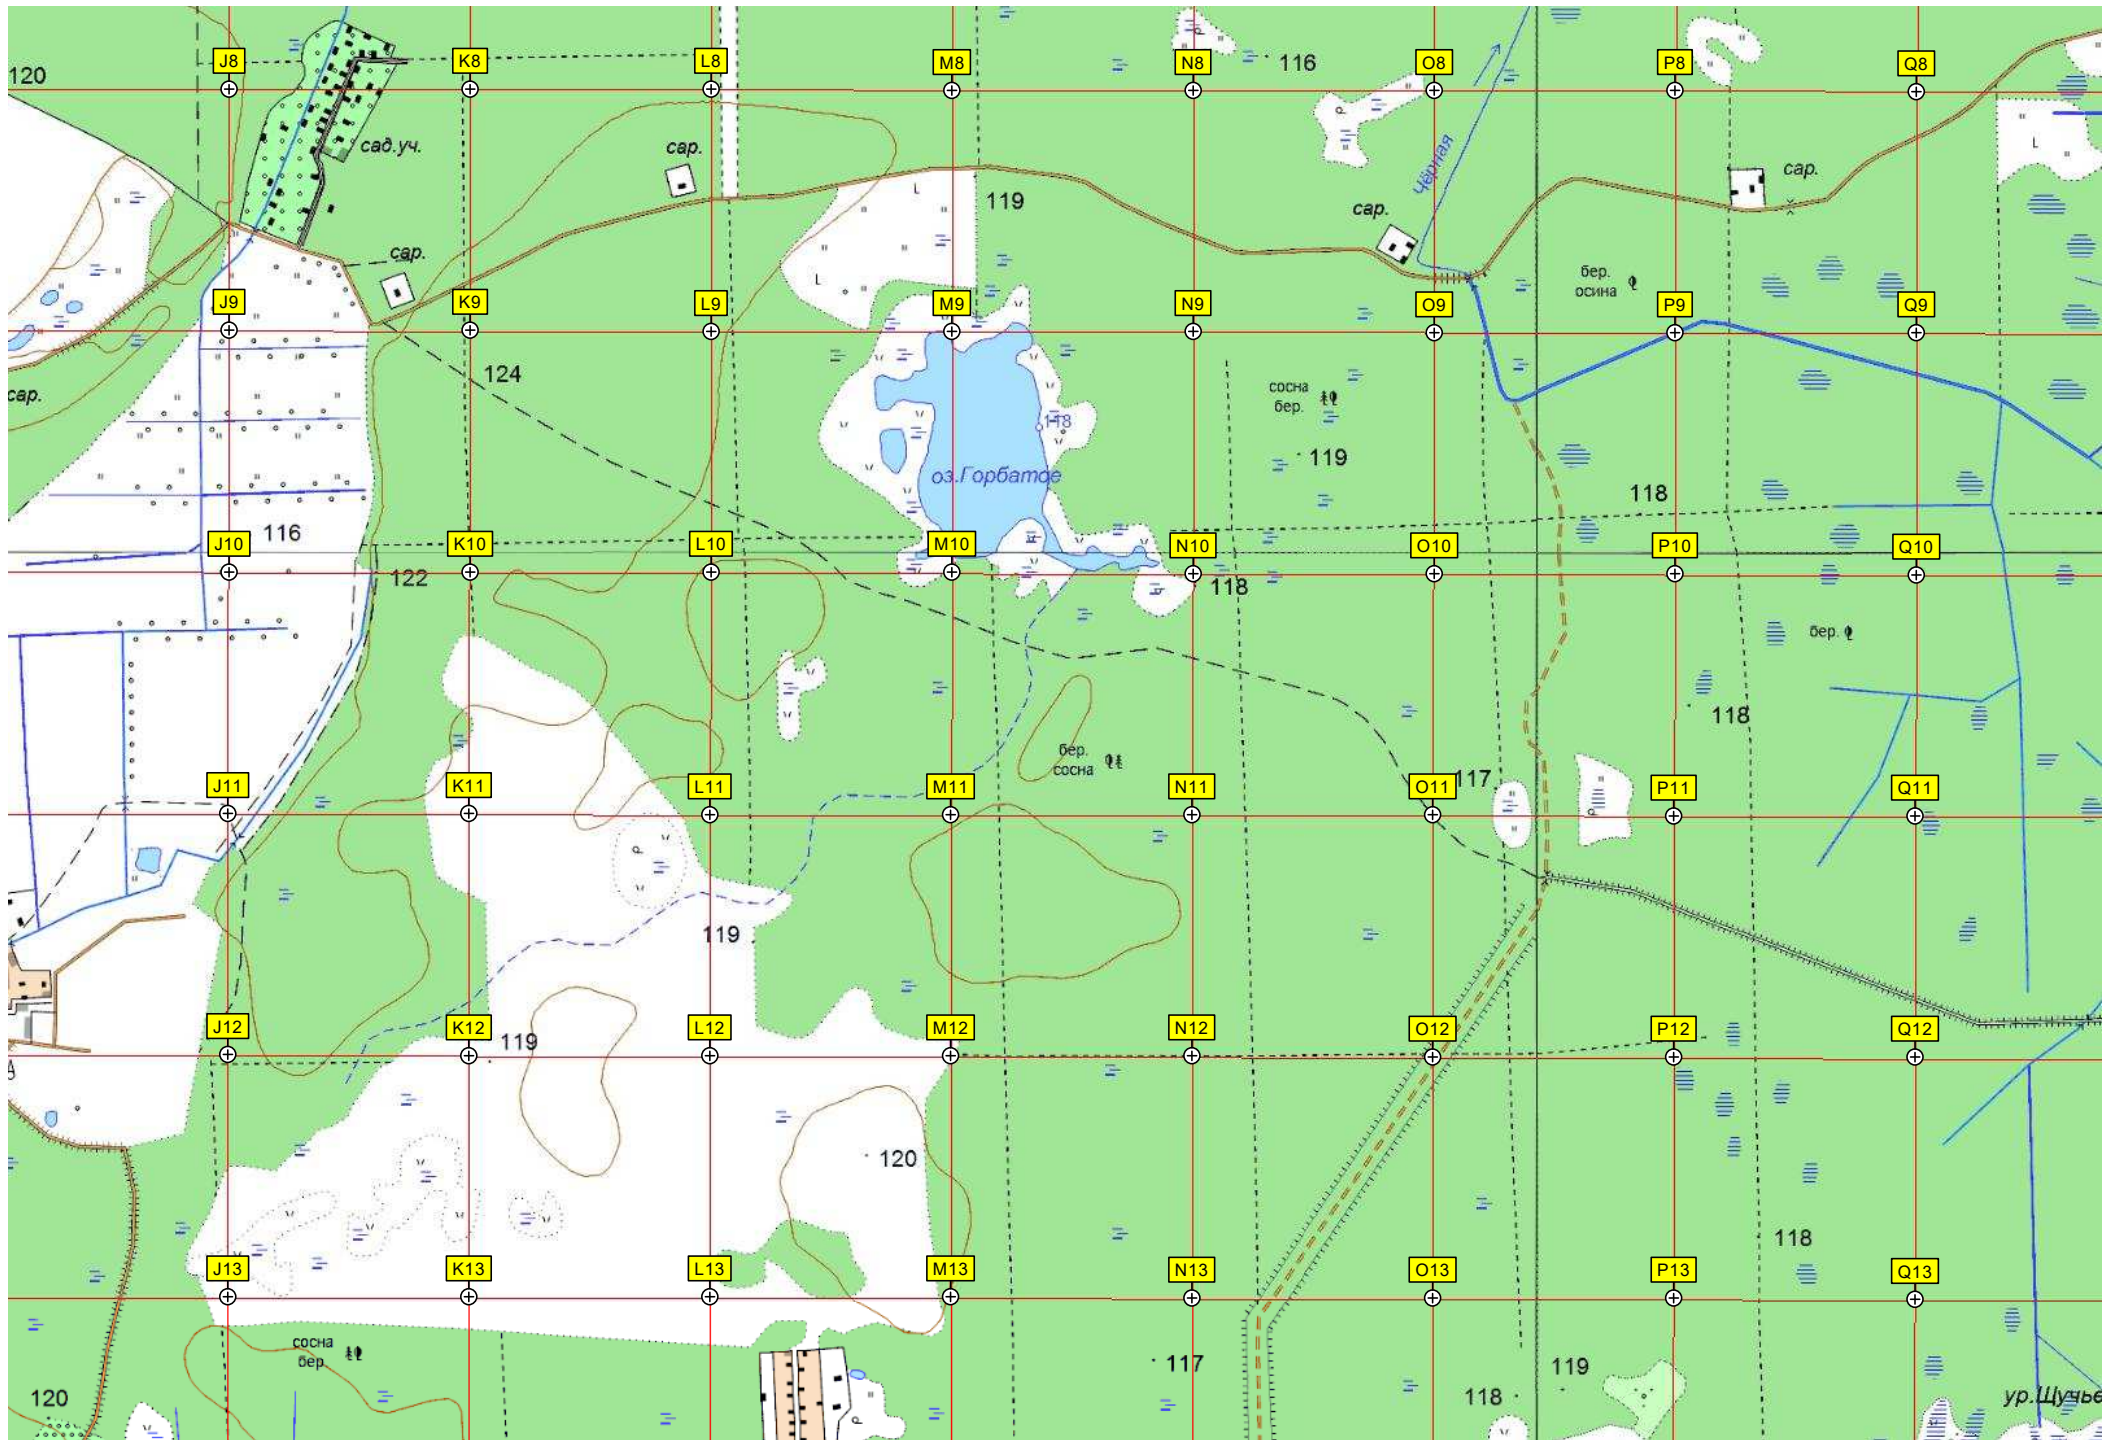 J8 K8 L8 M8 N8 116 O8 P8 Q8
120
сад.уч. сар. Чёрная сар.
119 сар.
сар. бер.
осина
J9 K9 L9 M9 N9 O9 P9 Q9
124 сосна
бер.
сар. 118
119
оз.Горбатое
118
116
J10 K10 L10 M10 N10 O10 P10 Q10
122 118
бер.
118
бер.
сосна
117
J11 K11 L11 M11 N11 O11 P11 Q11
119
J12 K12 L12 M12 N12 O12 P12 Q12
119
120
118
J13 K13 L13 M13 N13 O13 P13 Q13
сосна
бер
117 119
120 118 ур.Щучье